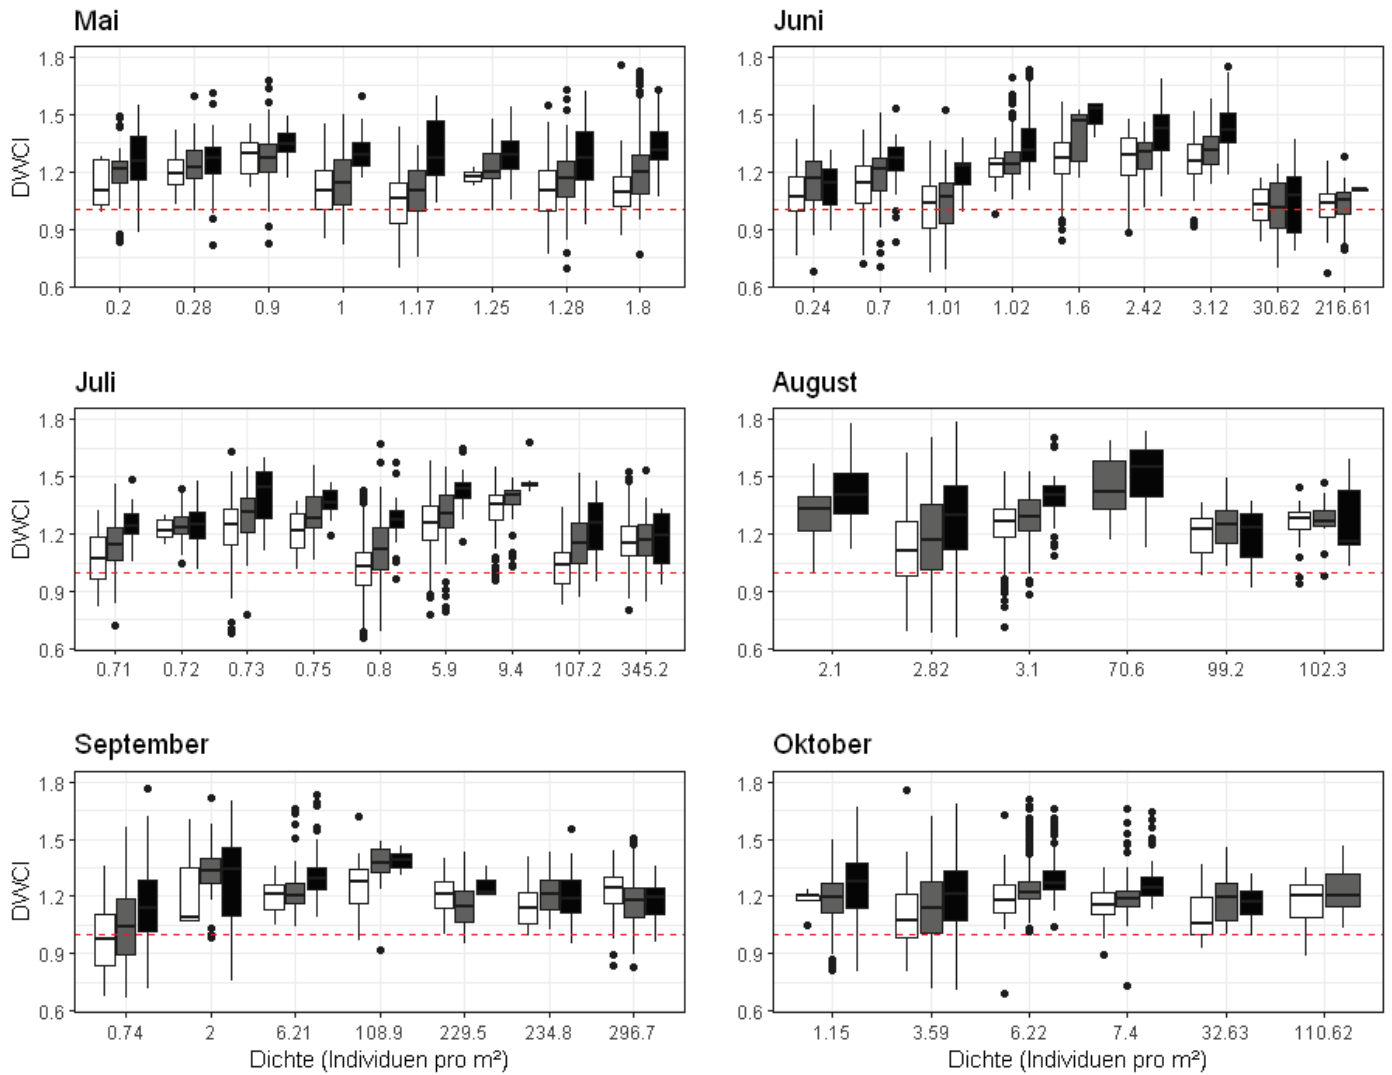 Mai
Juni
DWCI
1.8
1.5
1.2
0.9
0.6
0.2 0.28 0.9 1 1.17 1.25 1.28 1.8
1.8
1.5
1.2
0.9
0.6
0.24 0.7 1.01 1.02 1.6 2.42 3.12 30.62 216.61
Juli
August
DWCI
1.8
1.5
1.2
0.9
0.6
0.71 0.72 0.73 0.75 0.8 5.9 9.4 107.2 345.2
1.8
1.5
1.2
0.9
0.6
2.1 2.82 3.1 70.6 99.2 102.3
September
Oktober
DWCI
1.8
1.5
1.2
0.9
0.6
0.74 2 6.21 108.9 229.5 234.8 296.7
Dichte (Individuen pro m²)
1.8
1.5
1.2
0.9
0.6
1.15 3.59 6.22 7.4 32.63 110.62
Dichte (Individuen pro m²)